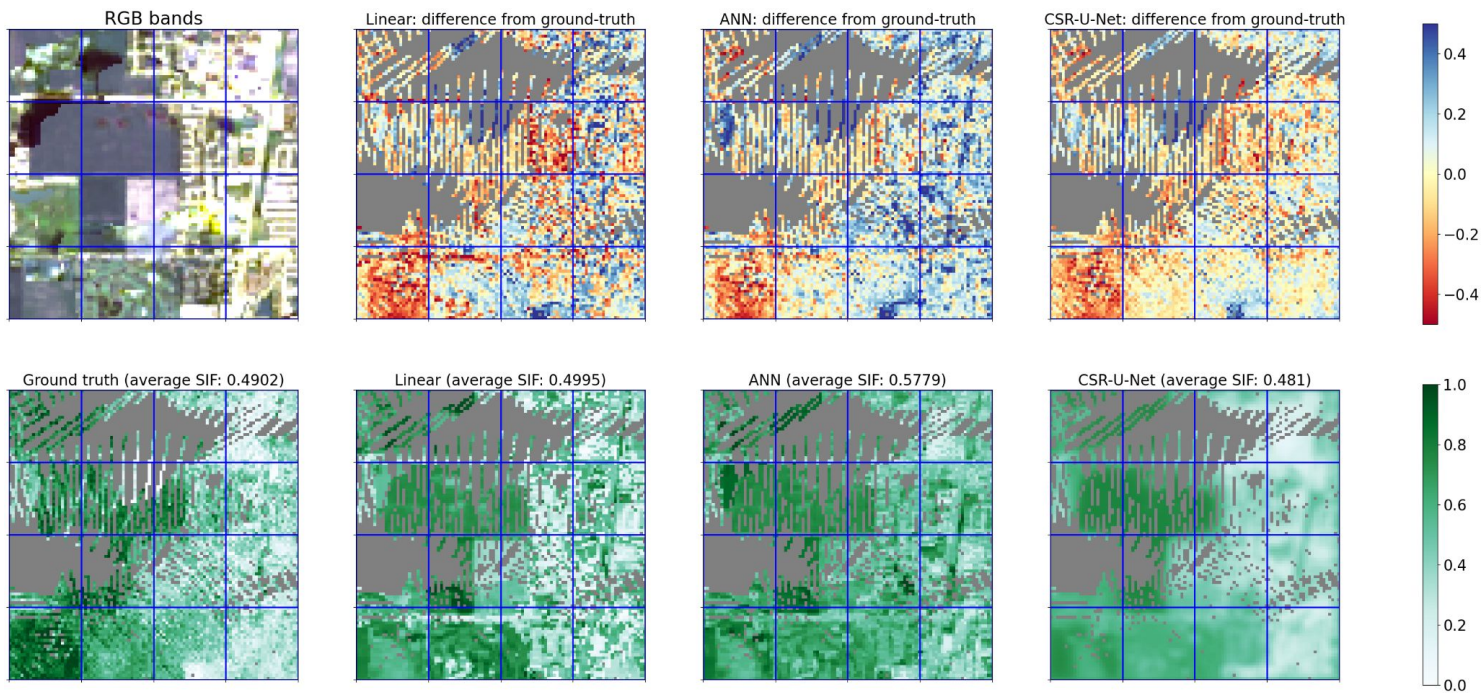 RGB bands
Linear: difference from ground-truth
ANN: difference from ground-truth
CSR-U-Net: difference from ground-truth
0.4
0.2
0.0
−0.2
−0.4
Ground truth (average SIF: 0.4902)
Linear (average SIF: 0.4995)
ANN (average SIF: 0.5779)
CSR-U-Net (average SIF: 0.481)
1.0
0.8
0.6
0.4
0.2
0.0